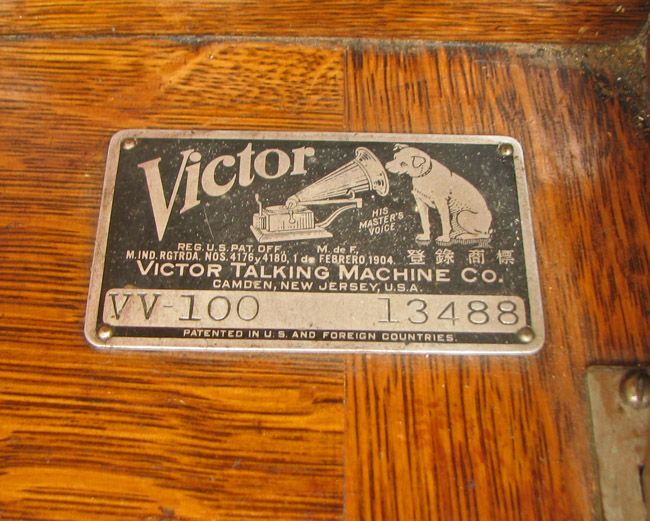 Victor
HIS
MASTER'S
VOICE
REG. U.S. PAT. OFF. M. de F.
M. IND. RGTRDA. NOS. 4176 y 4180, 1 de FEBRERO, 1904. 登録商標
VICTOR TALKING MACHINE CO.
CAMDEN, NEW JERSEY, U.S.A.
VV-100 13488
PATENTED IN U.S. AND FOREIGN COUNTRIES.